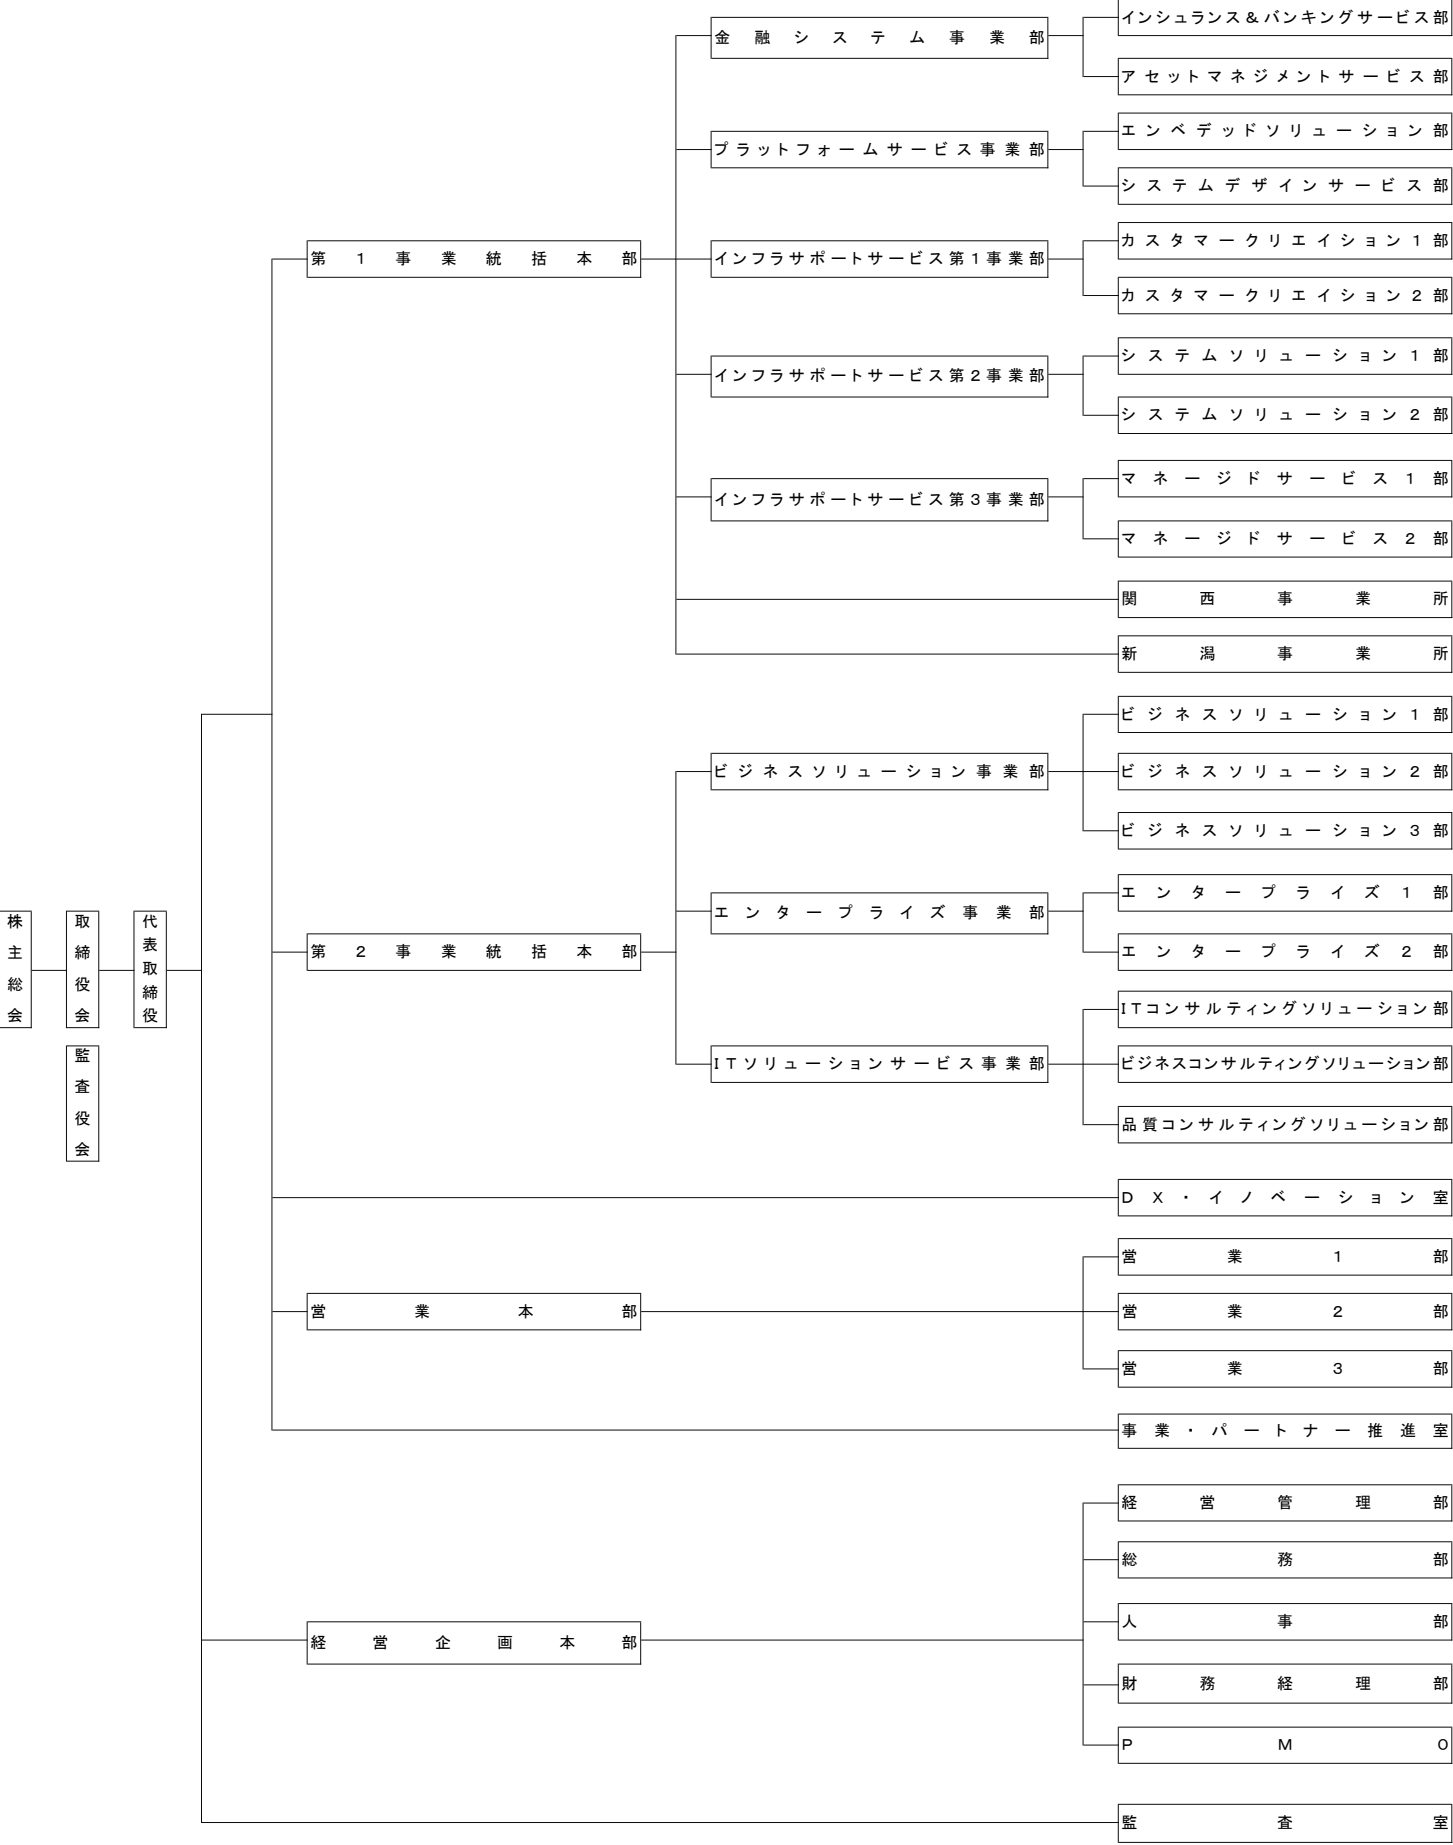 株主総会
取締役会
監査役会
代表取締役
第1事業統括本部
金融システム事業部
インシュランス&バンキングサービス部
アセットマネジメントサービス部
プラットフォームサービス事業部
エンベデッドソリューション部
システムデザインサービス部
インフラサポートサービス第1事業部
カスタマークリエイション1部
カスタマークリエイション2部
インフラサポートサービス第2事業部
システムソリューション1部
システムソリューション2部
インフラサポートサービス第3事業部
マネージドサービス1部
マネージドサービス2部
関西事業所
新潟事業所
第2事業統括本部
ビジネスソリューション事業部
ビジネスソリューション1部
ビジネスソリューション2部
ビジネスソリューション3部
エンタープライズ事業部
エンタープライズ1部
エンタープライズ2部
ITソリューションサービス事業部
ITコンサルティングソリューション部
ビジネスコンサルティングソリューション部
品質コンサルティングソリューション部
DX・イノベーション室
営業本部
営業1部
営業2部
営業3部
事業・パートナー推進室
経営企画本部
経営管理部
総務部
人事部
財務経理部
PMO
監査室